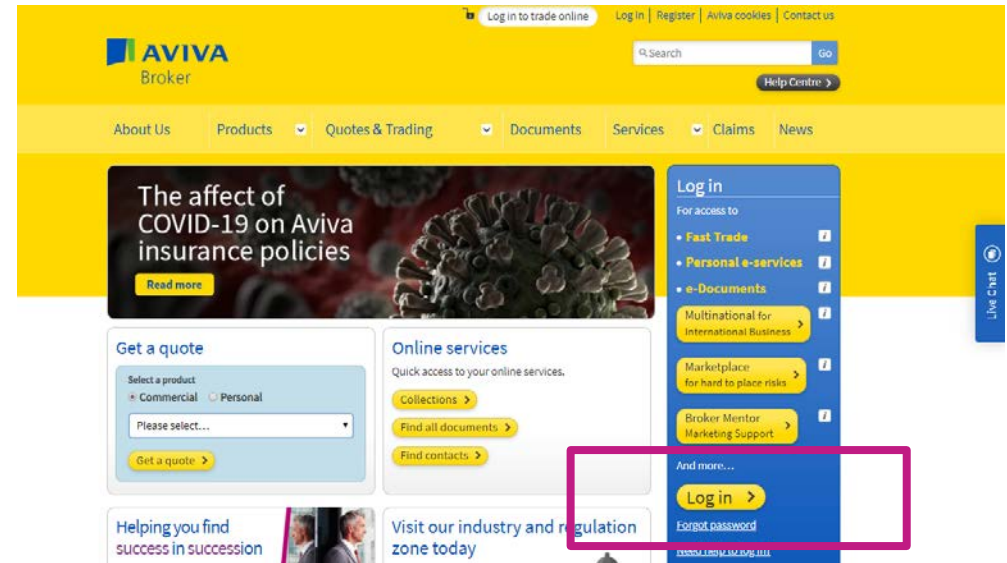 Log in to trade online
Log In | Register | Aviva cookies | Contact us
AVIVA
Broker
Search
Go
Help Centre
About Us
Products
Quotes & Trading
Documents
Services
Claims
News
The affect of
COVID-19 on Aviva
insurance policies
Read more
Log in
For access to
• Fast Trade
i
• Personal e-services
i
• e-Documents
i
Multinational for
International Business
i
Marketplace
for hard to place risks
i
Broker Mentor
Marketing Support
i
And more...
Log in
Forgot password
Need help to log in?
Live Chat
Get a quote
Select a product
Commercial
Personal
Please select...
Get a quote
Online services
Quick access to your online services.
Collections
Find all documents
Find contacts
Helping you find
success in succession
Visit our industry and regulation
zone today